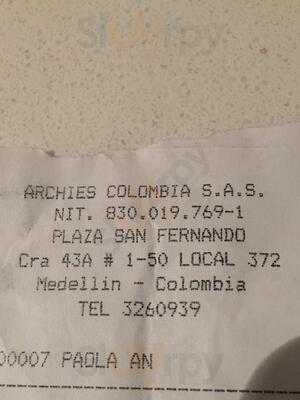 ARCHIES COLOMBIA S.A.S.
NIT. 830.019.769-1
PLAZA SAN FERNANDO
Cra 43A # 1-50 LOCAL 372
Medellin - Colombia
TEL 3260939
00007 PAOLA AN